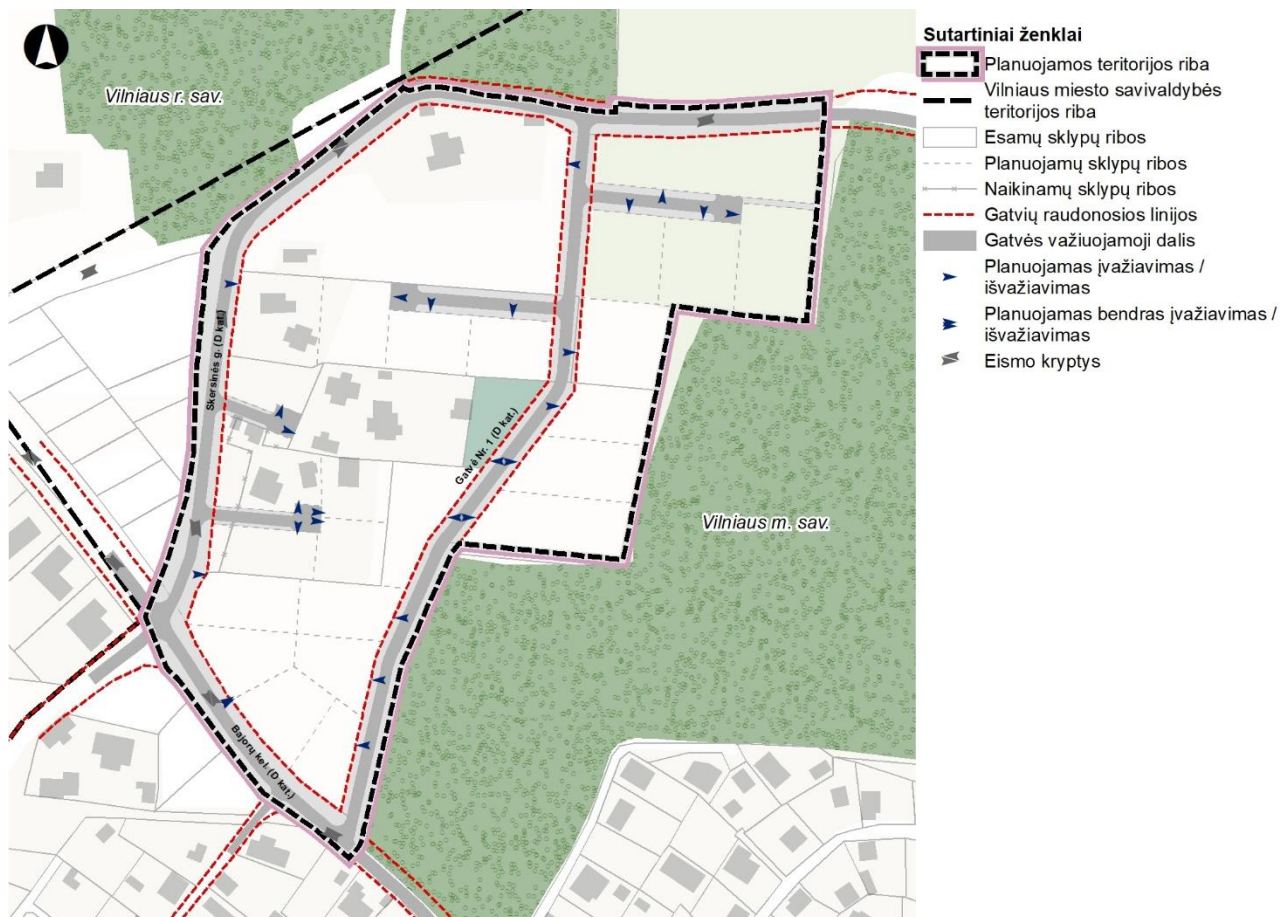 Vilniaus r. sav.
Skersinės g. (D kat.)
Gatvė Nr. 1 (D kat.)
Vilniaus m. sav.
Bajorų kel. (D kat.)
Sutartiniai ženklai
Planuojamos teritorijos riba
Vilniaus miesto savivaldybės
teritorijos riba
Esamų sklypų ribos
Planuojamų sklypų ribos
Naikinamų sklypų ribos
Gatvių raudonosios linijos
Gatvės važiuojamoji dalis
Planuojamas įvažiavimas /
išvažiavimas
Planuojamas bendras įvažiavimas /
išvažiavimas
Eismo kryptys